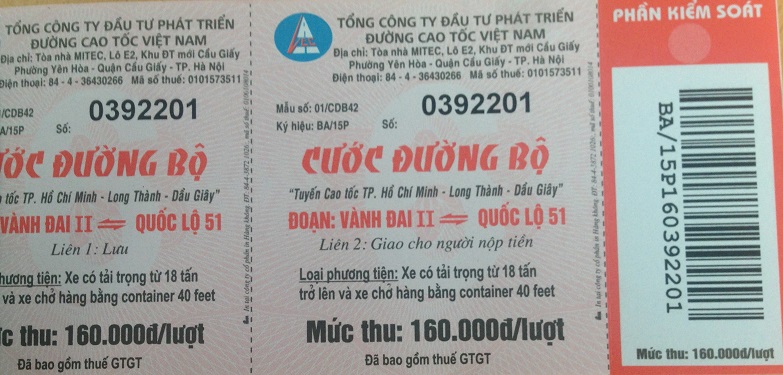 TỔNG CÔNG TY ĐẦU TƯ PHÁT TRIỂN
ĐƯỜNG CAO TỐC VIỆT NAM
Địa chỉ: Tòa nhà MITEC, Lô E2, Khu ĐT mới Cầu Giấy
Phường Yên Hòa - Quận Cầu Giấy - TP. Hà Nội
Điện thoại: 84 - 4 - 36430266 Mã số thuế: 0101573511
/CDB42
A/15P Số: 0392201
ƯỚC ĐƯỜNG BỘ
tốc TP. Hồ Chí Minh - Long Thành - Dầu Giây"
VÀNH ĐAI II ⇌ QUỐC LỘ 51
Liên 1: Lưu
hương tiện: Xe có tải trọng từ 18 tấn
và xe chở hàng bằng container 40 feet
c thu: 160.000đ/lượt
Đã bao gồm thuế GTGT
TỔNG CÔNG TY ĐẦU TƯ PHÁT TRIỂN
ĐƯỜNG CAO TỐC VIỆT NAM
Địa chỉ: Tòa nhà MITEC, Lô E2, Khu ĐT mới Cầu Giấy
Phường Yên Hòa - Quận Cầu Giấy - TP. Hà Nội
Điện thoại: 84 - 4 - 36430266 Mã số thuế: 0101573511
Mẫu số: 01/CDB42
Ký hiệu: BA/15P Số: 0392201
CƯỚC ĐƯỜNG BỘ
"Tuyến Cao tốc TP. Hồ Chí Minh - Long Thành - Dầu Giây"
ĐOẠN: VÀNH ĐAI II ⇌ QUỐC LỘ 51
Liên 2: Giao cho người nộp tiền
Loại phương tiện: Xe có tải trọng từ 18 tấn
trở lên và xe chở hàng bằng container 40 feet
Mức thu: 160.000đ/lượt
Đã bao gồm thuế GTGT
PHẦN KIỂM SOÁT
BA/15P160392201
Mức thu: 160.000đ/lượt